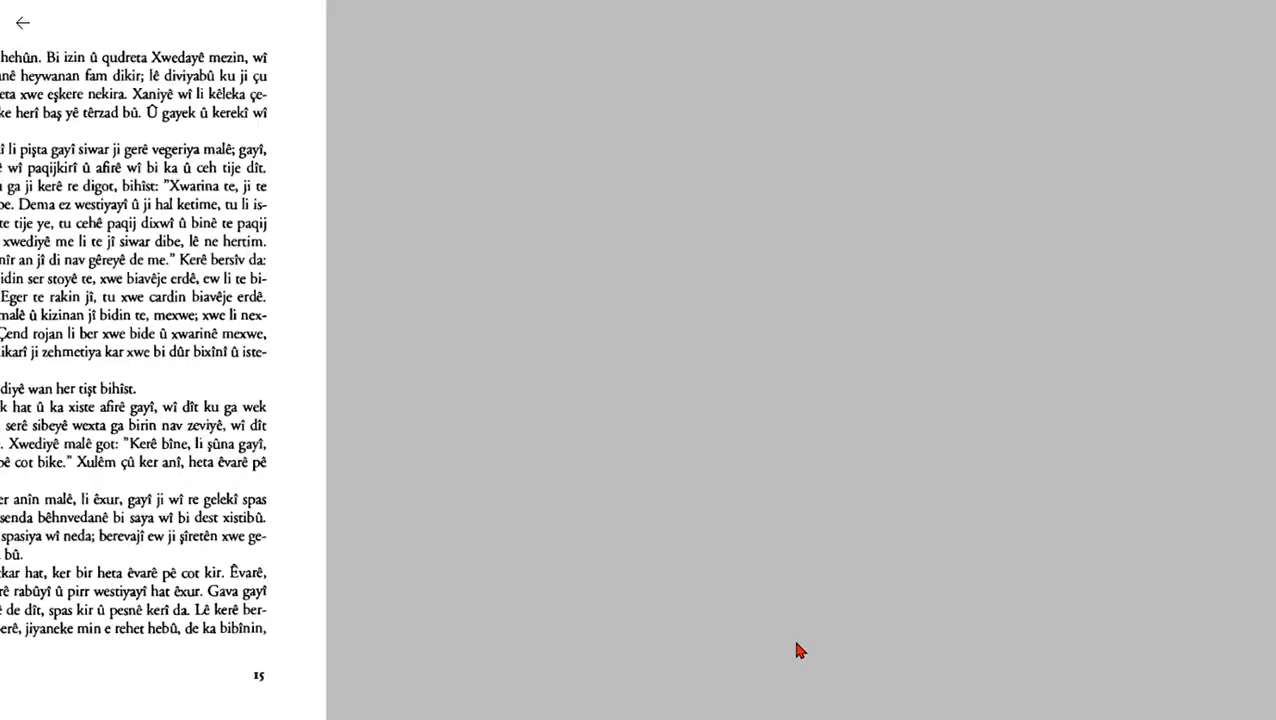 hehûn. Bi izin û qudreta Xwedayê mezin, wî
nê heywanan fam dikir; lê diviyabû ku ji çu
eta xwe eşkere nekira. Xaniyê wî li kêleka çe-
ke herî baş yê têrzad bû. Û gayek û kerekî wî
î li pişta gayî siwar ji gerê vegeriya malê; gayî,
wî paqijkirî û afirê wî bi ka û ceh tije dît.
ga ji kerê re digot, bihîst: "Xwarina te, ji te
be. Dema ez westiyayî û ji hal ketime, tu li is-
te tije ye, tu cehê paqij dixwî û binê te paqij
xwediyê me li te jî siwar dibe, lê ne hertim.
nîr an jî di nav gêreyê de me." Kerê bersîv da:
idin ser stoyê te, xwe biavêje erdê, ew li te bi-
Eger te rakin jî, tu xwe cardin biavêje erdê.
malê û kizinan jî bidin te, mexwe; xwe li nex-
Çend rojan li ber xwe bide û xwarinê mexwe,
ikarî ji zehmetiya kar xwe bi dûr bixînî û iste-
diyê wan her tişt bihîst.
k hat û ka xiste afirê gayî, wî dît ku ga wek
serê sibeyê wexta ga birin nav zeviyê, wî dît
. Xwediyê malê got: "Kerê bîne, li şûna gayî,
pê cot bike." Xulêm çû ker anî, heta êvarê pê
er anîn malê, li êxur, gayî ji wî re gelekî spas
senda bêhnvedanê bi saya wî bi dest xistibû.
spasiya wî neda; berevajî ew ji şîretên xwe ge-
bû.
kar hat, ker bir heta êvarê pê cot kir. Êvarê,
rê rabûyî û pirr westiyayî hat êxur. Gava gayî
ê de dît, spas kir û pesnê kerî da. Lê kerê ber-
erê, jiyaneke min e rehet hebû, de ka bibînin,
15